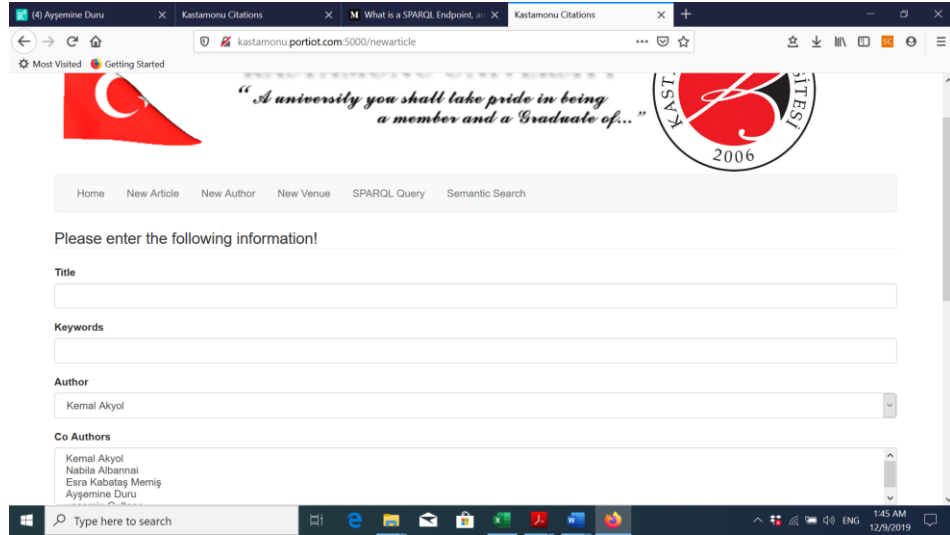 (4) Ayşemine Duru
Kastamonu Citations
M What is a SPARQL Endpoint, an
Kastamonu Citations
kastamonu.portiot.com:5000/newarticle
Most Visited
Getting Started
“ A university you shall take pride in being
a member and a Graduate of... ”
KAST
SİTESİ
2006
Home
New Article
New Author
New Venue
SPARQL Query
Semantic Search
Please enter the following information!
Title
Keywords
Author
Kemal Akyol
Co Authors
Kemal Akyol
Nabila Albannai
Esra Kabataş Memiş
Ayşemine Duru
Type here to search
ENG
1:45 AM
12/9/2019